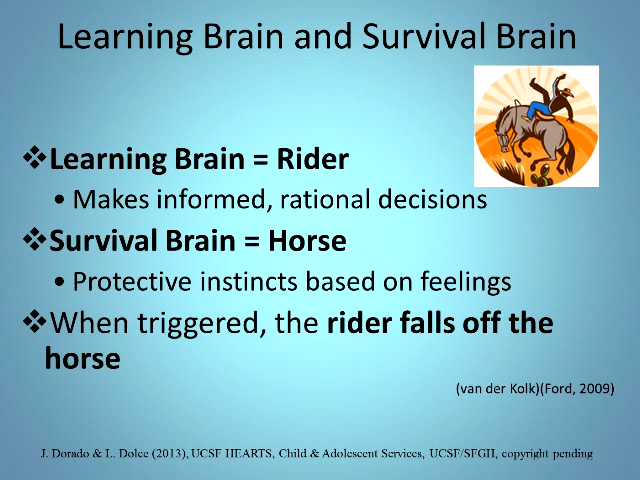 Learning Brain and Survival Brain
❖Learning Brain = Rider
• Makes informed, rational decisions
❖Survival Brain = Horse
• Protective instincts based on feelings
❖When triggered, the rider falls off the
horse
(van der Kolk)(Ford, 2009)
J. Dorado & L. Dolce (2013), UCSF HEARTS, Child & Adolescent Services, UCSF/SFGH, copyright pending